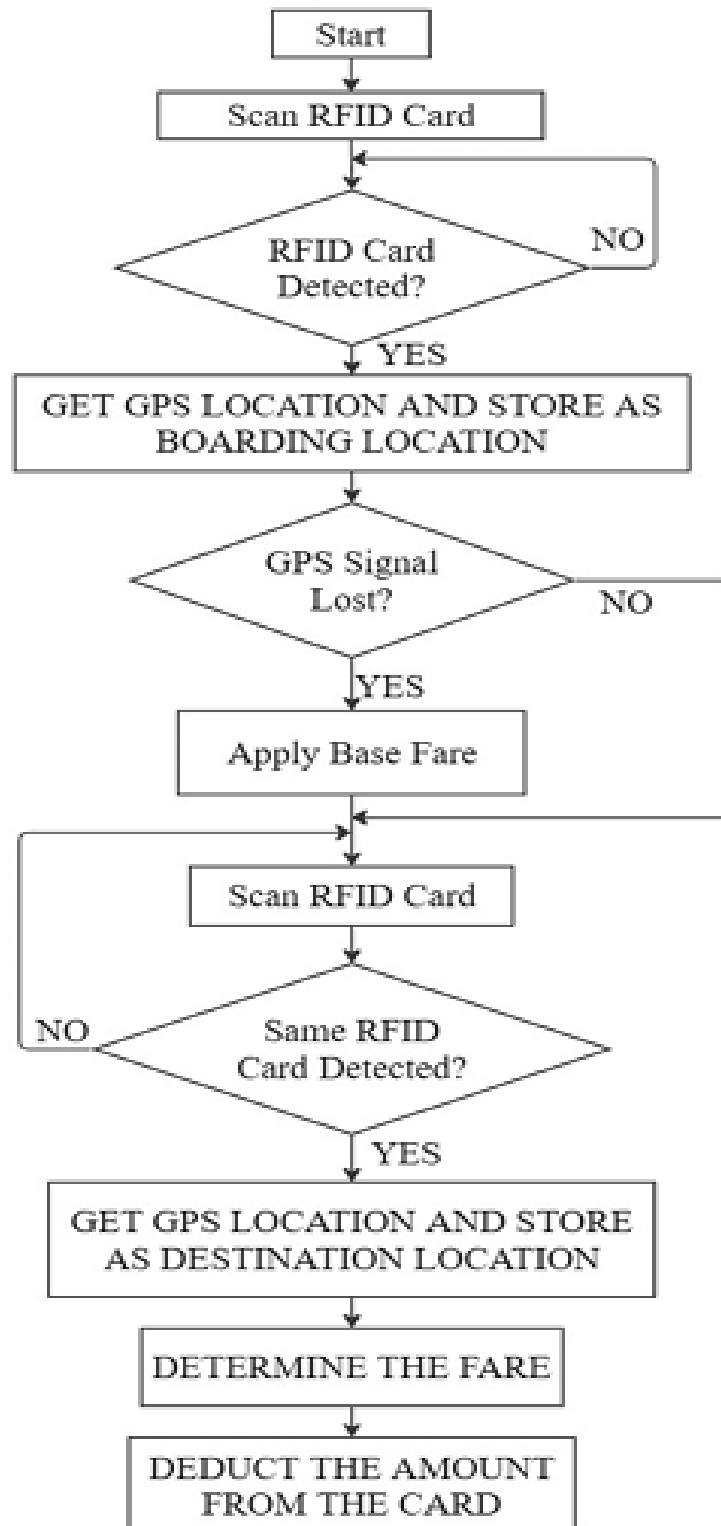 Start
Scan RFID Card
RFID Card
Detected?
NO
YES
GET GPS LOCATION AND STORE AS
BOARDING LOCATION
GPS Signal
Lost?
NO
YES
Apply Base Fare
Scan RFID Card
Same RFID
Card Detected?
NO
YES
GET GPS LOCATION AND STORE
AS DESTINATION LOCATION
DETERMINE THE FARE
DEDUCT THE AMOUNT
FROM THE CARD